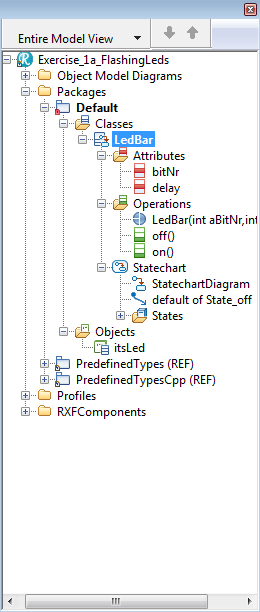 Entire Model View
Exercise_1a_FlashingLeds
Object Model Diagrams
Packages
Default
Classes
LedBar
Attributes
bitNr
delay
Operations
LedBar(int aBitNr,int
off()
on()
Statechart
StatechartDiagram
default of State_off
States
Objects
itsLed
PredefinedTypes (REF)
PredefinedTypesCpp (REF)
Profiles
RXFComponents